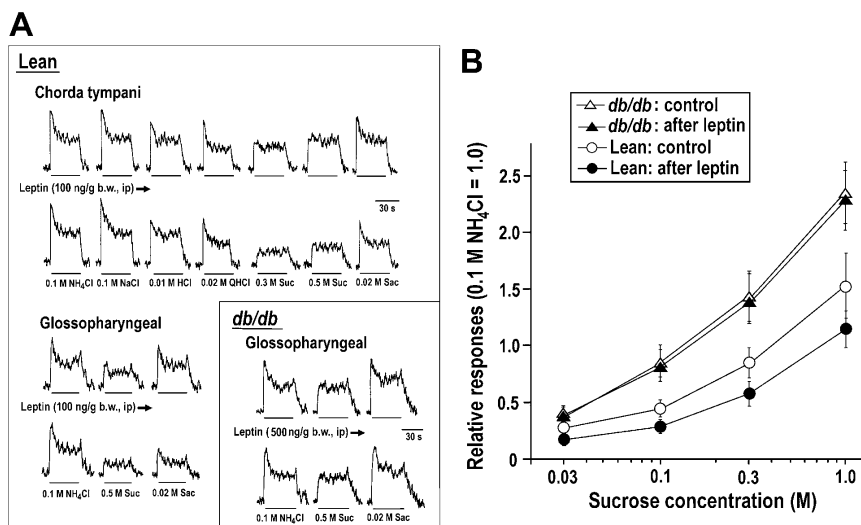 A
Lean
Chorda tympani
Leptin (100 ng/g b.w., ip)
30 s
0.1 M NH4Cl 0.1 M NaCl 0.01 M HCl 0.02 M QHCl 0.3 M Suc 0.5 M Suc 0.02 M Sac
Glossopharyngeal
Leptin (100 ng/g b.w., ip)
0.1 M NH4Cl 0.5 M Suc 0.02 M Sac
db/db
Glossopharyngeal
Leptin (500 ng/g b.w., ip)
30 s
0.1 M NH4Cl 0.5 M Suc 0.02 M Sac
B
db/db: control
db/db: after leptin
Lean: control
Lean: after leptin
Relative responses (0.1 M NH4Cl = 1.0)
2.5
2.0
1.5
1.0
0.5
0
0.03 0.1 0.3 1.0
Sucrose concentration (M)